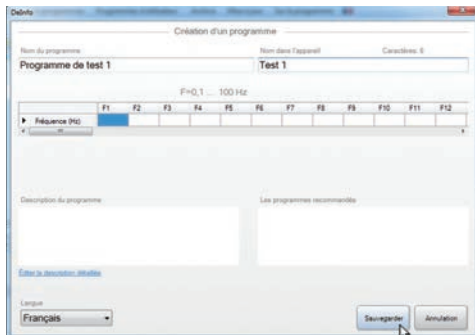 DeInfo
Création d'un programme
Nom du programme
Nom dans l'appareil
Caractères: 6
Programme de test 1
Test 1
F=0,1 ... 100 Hz
F1 F2 F3 F4 F5 F6 F7 F8 F9 F10 F11 F12
Fréquence (Hz)
Description du programme
Les programmes recommandés
Éditer la description détaillée
Langue
Français
Sauvegarder
Annulation